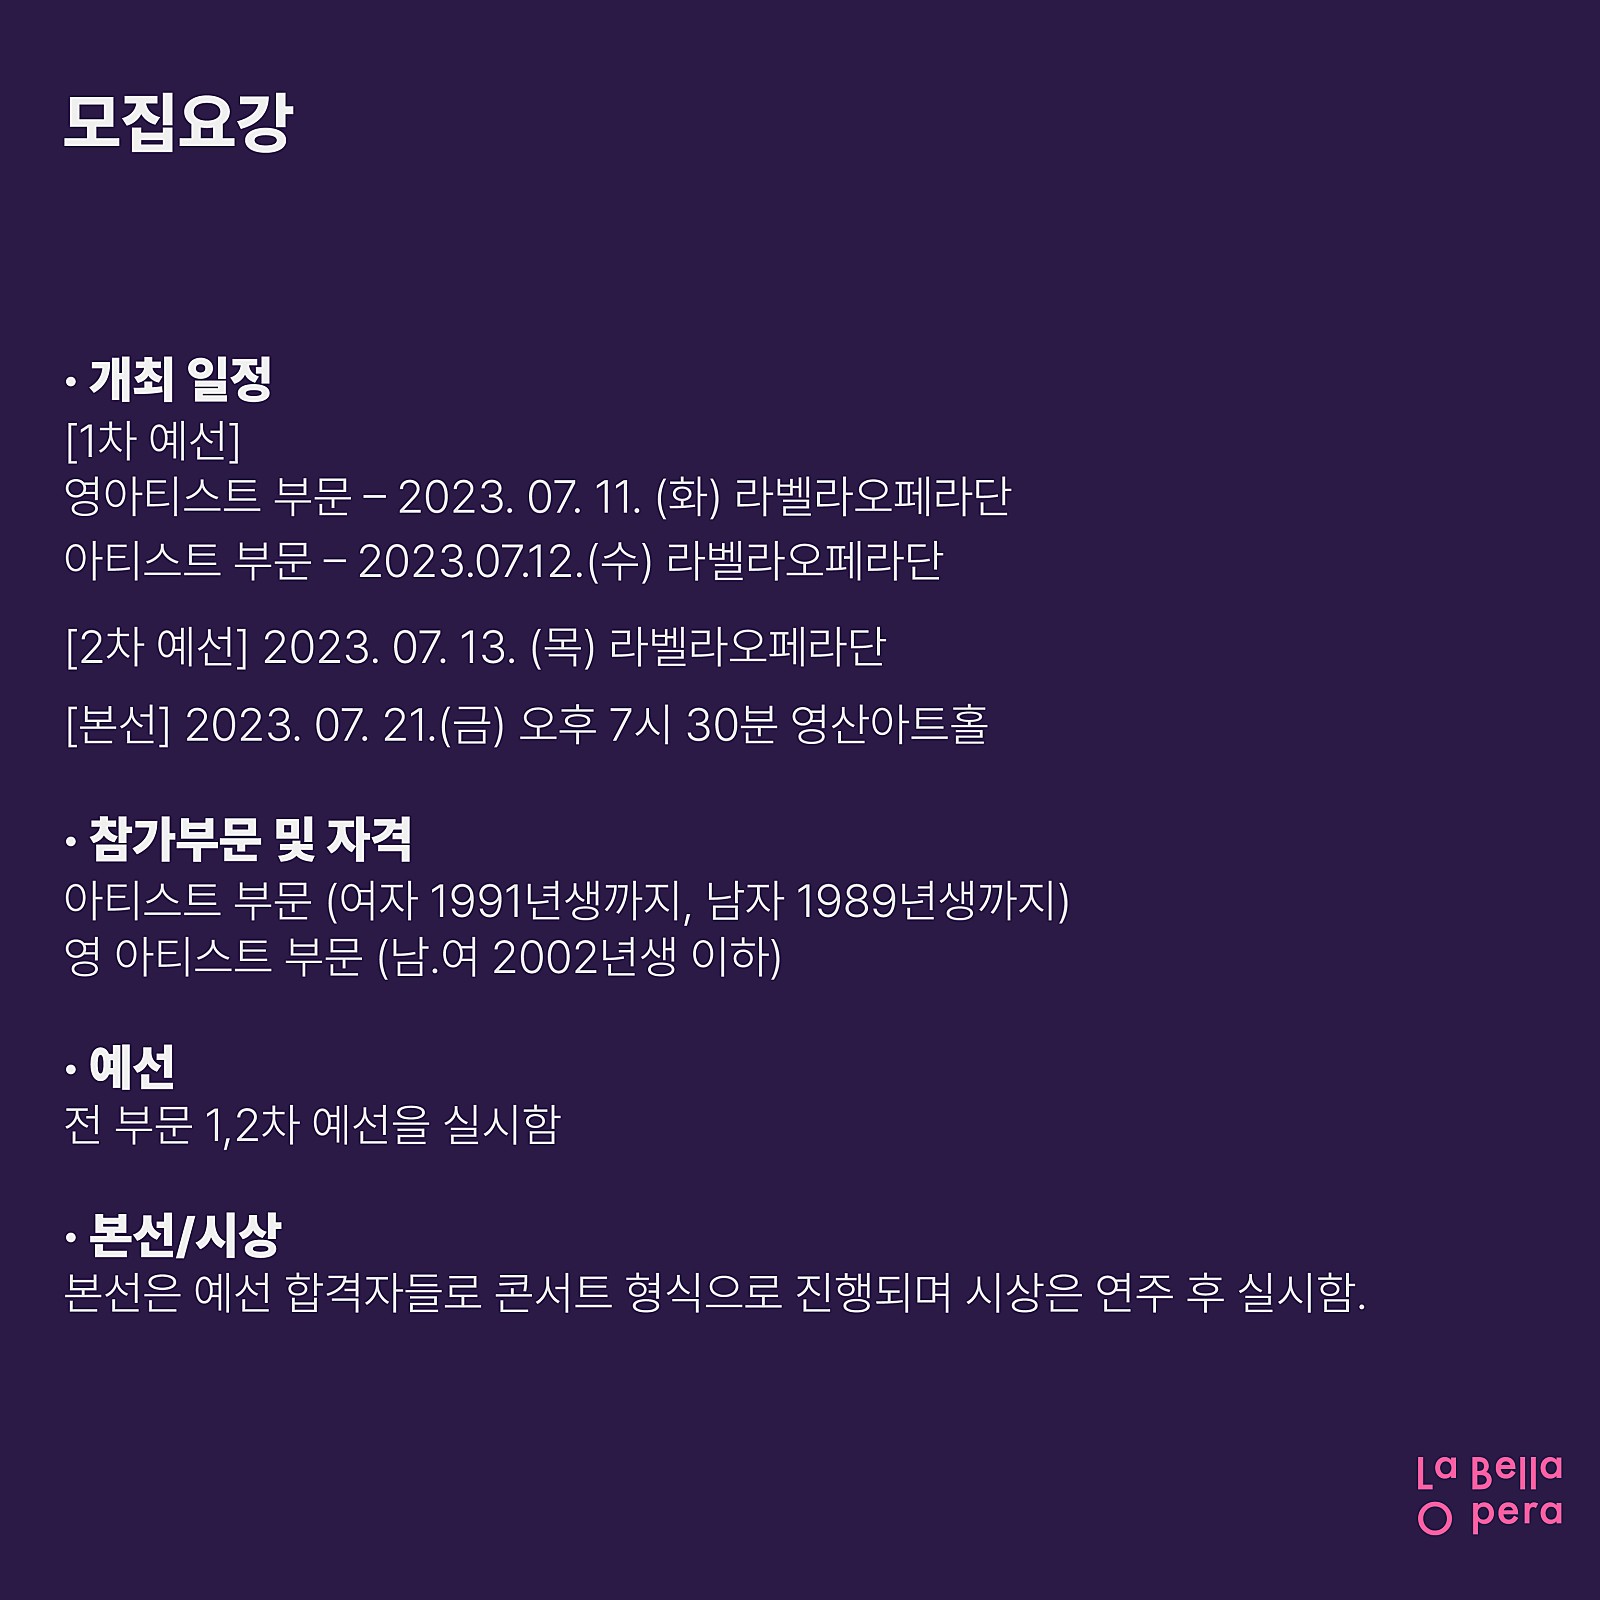 모집요강
· 개최 일정
[1차 예선]
영아티스트 부문 – 2023. 07. 11. (화) 라벨라오페라단
아티스트 부문 – 2023.07.12.(수) 라벨라오페라단
[2차 예선] 2023. 07. 13. (목) 라벨라오페라단
[본선] 2023. 07. 21.(금) 오후 7시 30분 영산아트홀
· 참가부문 및 자격
아티스트 부문 (여자 1991년생까지, 남자 1989년생까지)
영 아티스트 부문 (남.여 2002년생 이하)
· 예선
전 부문 1,2차 예선을 실시함
· 본선/시상
본선은 예선 합격자들로 콘서트 형식으로 진행되며 시상은 연주 후 실시함.
La Bella
Opera